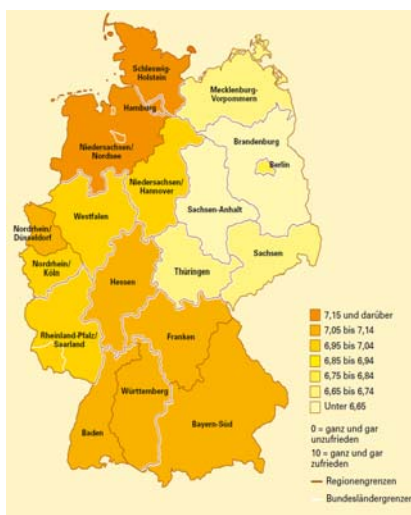 Schleswig-
Holstein
Mecklenburg-
Vorpommern
Hamburg
Niedersachsen/
Nordsee
Brandenburg
Berlin
Niedersachsen/
Hannover
Westfalen
Sachsen-Anhalt
Nordrhein/
Düsseldorf
Nordrhein/
Köln
Hessen
Thüringen
Sachsen
Rheinland-Pfalz/
Saarland
Franken
Württemberg
Baden
Bayern-Süd
7,15 und darüber
7,05 bis 7,14
6,95 bis 7,04
6,85 bis 6,94
6,75 bis 6,84
6,65 bis 6,74
Unter 6,65
0 = ganz und gar
unzufrieden
10 = ganz und gar
zufrieden
Regionengrenzen
Bundesländergrenzen